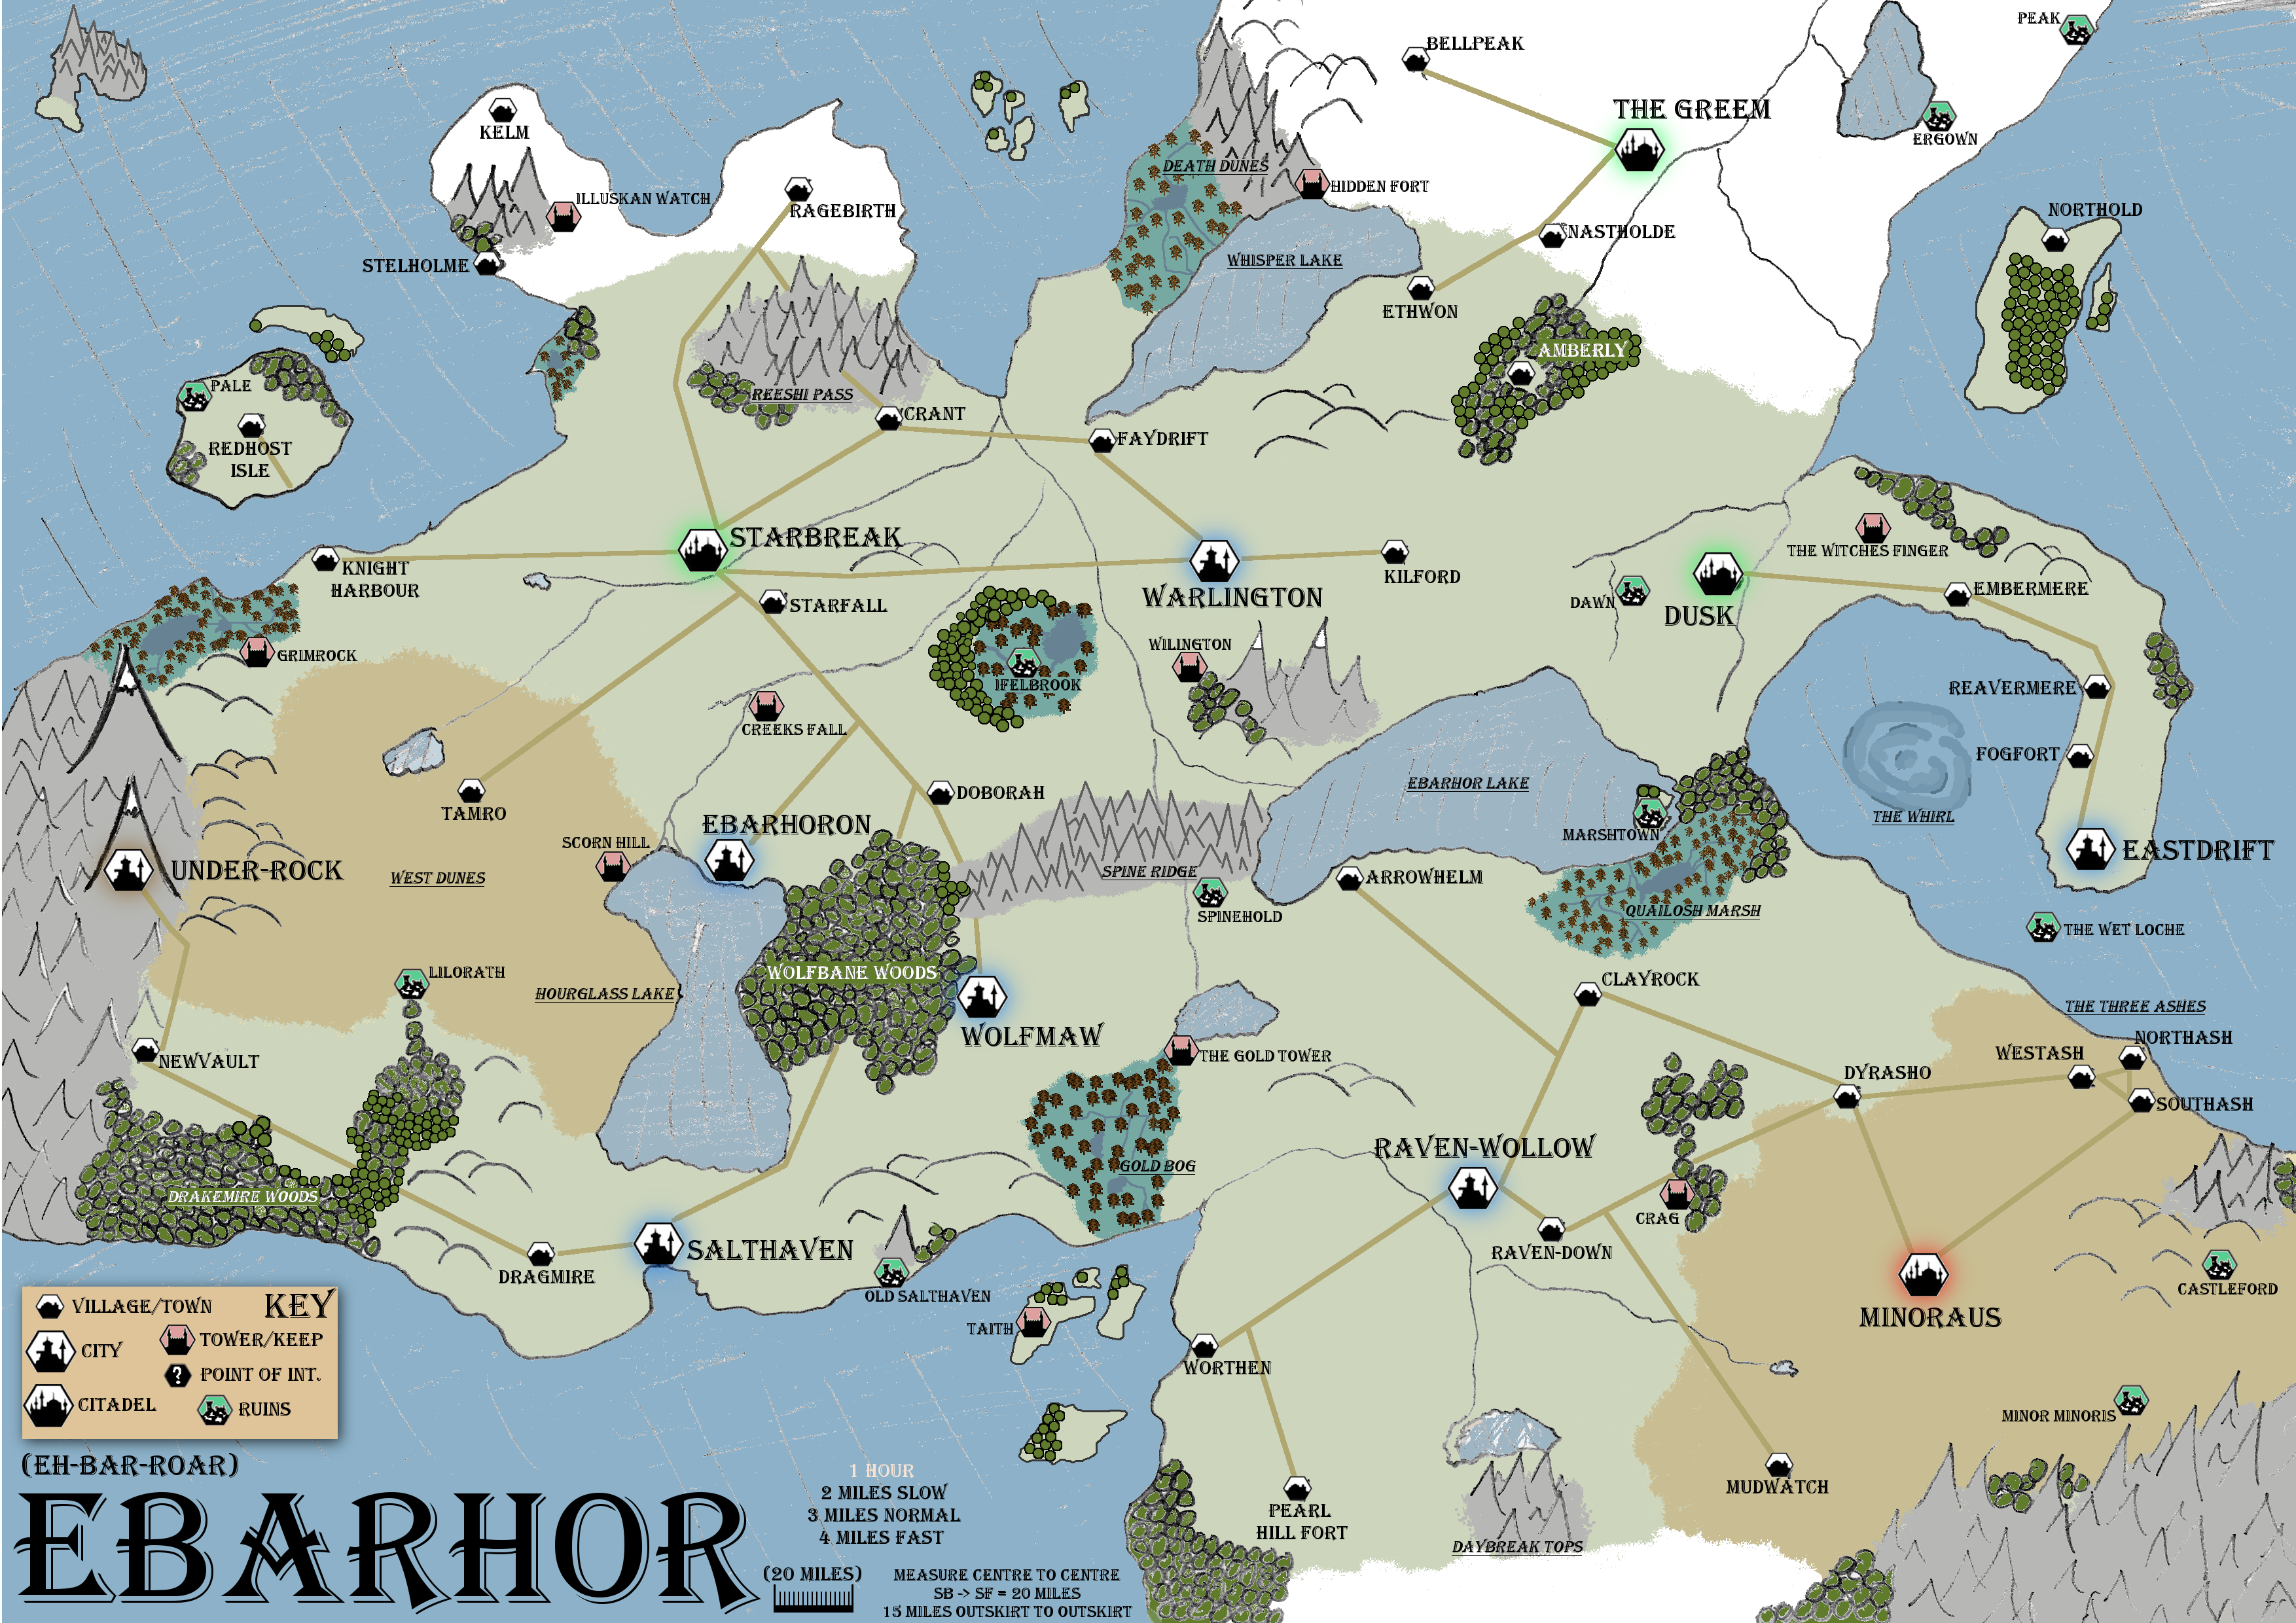 PEAK
BELLPEAK
THE GREEM
KELM
ERGOWN
DEATH DUNES
HIDDEN FORT
ILLUSKAN WATCH
RAGEBIRTH
NORTHOLD
NASTHOLDE
STELHOLME
WHISPER LAKE
ETHWON
AMBERLY
PALE
REESHI PASS
CRANT
FAYDRIFT
REDHOST
ISLE
STARBREAK
THE WITCHES FINGER
KNIGHT
HARBOUR
KILFORD
WARLINGTON
EMBERMERE
DAWN
STARFALL
DUSK
WILINGTON
GRIMROCK
IFELBROOK
REAVERMERE
CREEKS FALL
FOGFORT
EBARHOR LAKE
DOBORAH
TAMRO
THE WHIRL
EBARHORON
MARSHTOWN
SCORN HILL
EASTDRIFT
UNDER-ROCK
SPINE RIDGE
ARROWHELM
WEST DUNES
SPINEHOLD
QUAILOSH MARSH
THE WET LOCHE
LILORATH
WOLFBANE WOODS
CLAYROCK
HOURGLASS LAKE
THE THREE ASHES
WOLFMAW
NORTHASH
WESTASH
THE GOLD TOWER
NEWVAULT
DYRASHO
SOUTHASH
RAVEN-WOLLOW
GOLD BOG
DRAKEMIRE WOODS
CRAG
SALTHAVEN
RAVEN-DOWN
DRAGMIRE
CASTLEFORD
OLD SALTHAVEN
MINORAUS
TAITH
WORTHEN
MINOR MINORIS
MUDWATCH
PEARL
HILL FORT
DAYBREAK TOPS
KEY
VILLAGE/TOWN
TOWER/KEEP
CITY
POINT OF INT.
?
CITADEL
RUINS
(EH-BAR-ROAR)
EBARHOR
1 HOUR
2 MILES SLOW
3 MILES NORMAL
4 MILES FAST
(20 MILES)
MEASURE CENTRE TO CENTRE
SB -> SF = 20 MILES
15 MILES OUTSKIRT TO OUTSKIRT